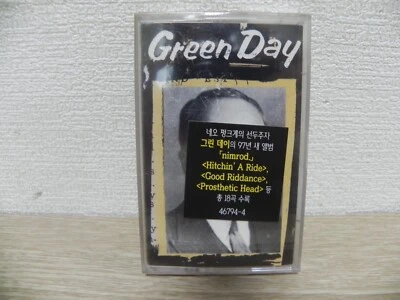 Green Day
네오 펑크계의 선두주자
그린 데이의 97년 새 앨범
「nimrod.」
<Hitchin' A Ride>,
<Good Riddance>,
<Prosthetic Head> 등
총 18곡 수록
46794-4